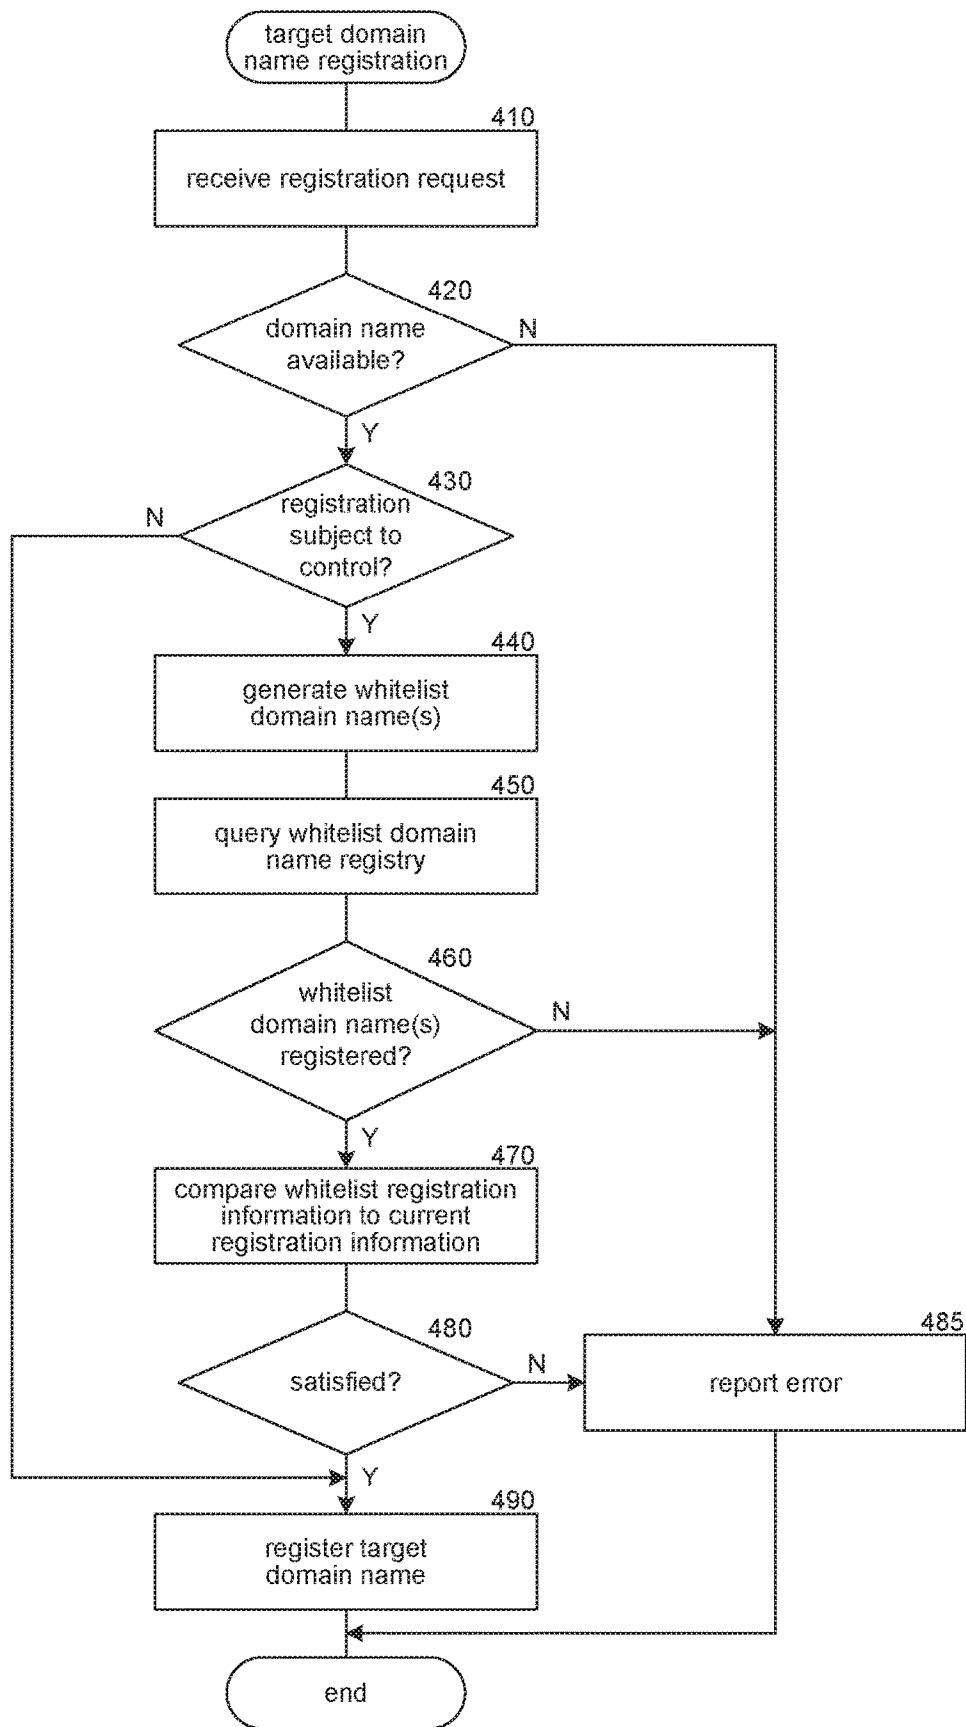 target domain
name registration
410
receive registration request
420
domain name
available?
N
Y
430
registration
subject to
control?
N
Y
440
generate whitelist
domain name(s)
450
query whitelist domain
name registry
460
whitelist
domain name(s)
registered?
N
Y
470
compare whitelist registration
information to current
registration information
480
satisfied?
N
485
report error
Y
490
register target
domain name
end